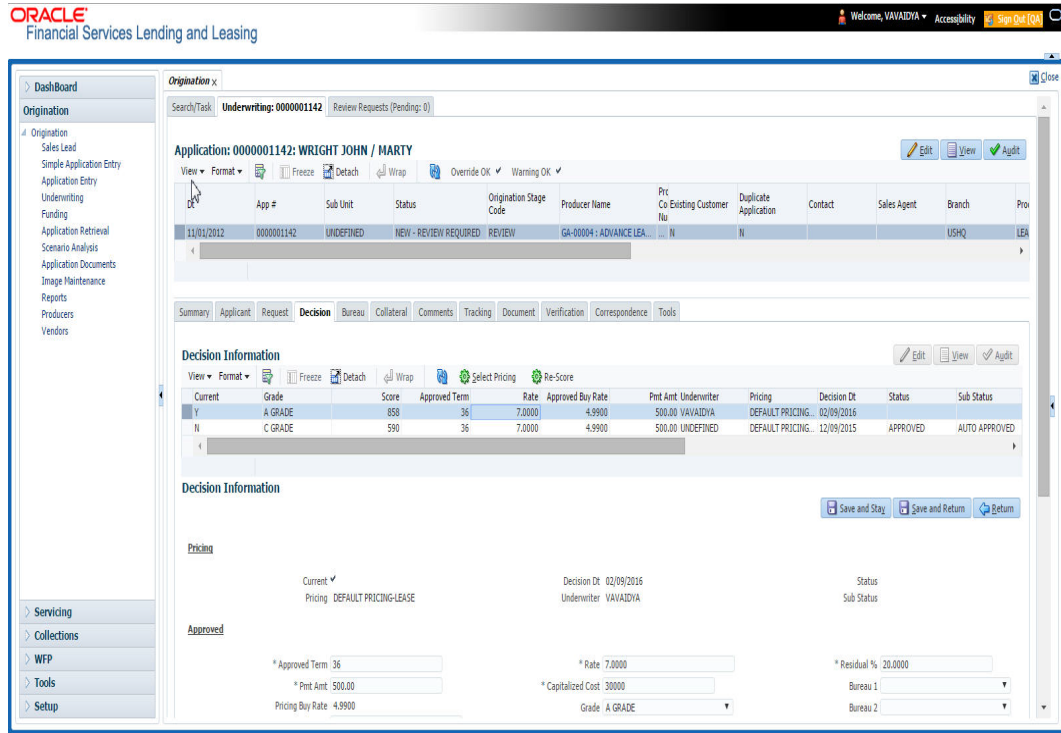 ORACLE
Financial Services Lending and Leasing
Welcome, VAVAIDYA Accessibility Sign Out [QA]
Close
DashBoard
Origination
Origination
Sales Lead
Simple Application Entry
Application Entry
Underwriting
Funding
Application Retrieval
Scenario Analysis
Application Documents
Image Maintenance
Reports
Producers
Vendors
Servicing
Collections
WFP
Tools
Setup
Origination
Search/Task Underwriting: 0000001142 Review Requests (Pending: 0)
Application: 0000001142: WRIGHT JOHN / MARTY
Edit View Audit
View Format Freeze Detach Wrap Override OK Warning OK
Dt App # Sub Unit Status Origination Stage Code Producer Name Prc Co Nu Existing Customer Duplicate Application Contact Sales Agent Branch Pro
11/01/2012 0000001142 UNDEFINED NEW - REVIEW REQUIRED REVIEW GA-00004 : ADVANCE LEA... ... N N USHQ LEA
Summary Applicant Request Decision Bureau Collateral Comments Tracking Document Verification Correspondence Tools
Decision Information
Edit View Audit
View Format Freeze Detach Wrap Select Pricing Re-Score
Current Grade Score Approved Term Rate Approved Buy Rate Pmt Amt Underwriter Pricing Decision Dt Status Sub Status
Y A GRADE 858 36 7.0000 4.9900 500.00 VAVAIDYA DEFAULT PRICING... 02/09/2016
N C GRADE 590 36 7.0000 4.9900 500.00 UNDEFINED DEFAULT PRICING... 12/09/2015 APPROVED AUTO APPROVED
Decision Information
Save and Stay Save and Return Return
Pricing
Current Decision Dt 02/09/2016 Status
Pricing DEFAULT PRICING-LEASE Underwriter VAVAIDYA Sub Status
Approved
* Approved Term 36 * Rate 7.0000 * Residual % 20.0000
* Pmt Amt 500.00 * Capitalized Cost 30000 Bureau 1
Pricing Buy Rate 4.9900 Grade A GRADE Bureau 2